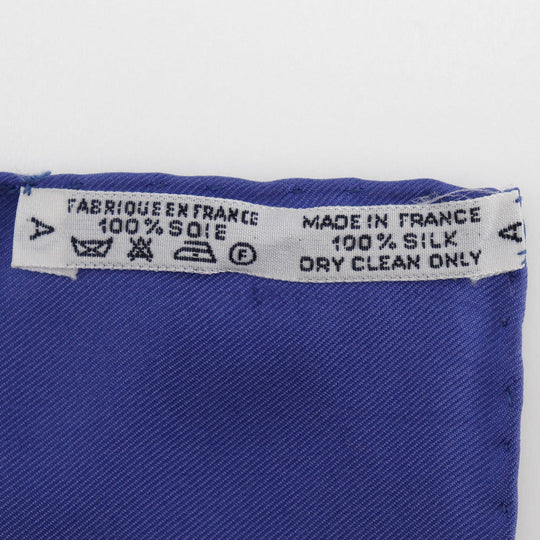 A
FABRIQUE EN FRANCE
100% SOIE
F
MADE IN FRANCE
100% SILK
DRY CLEAN ONLY
A